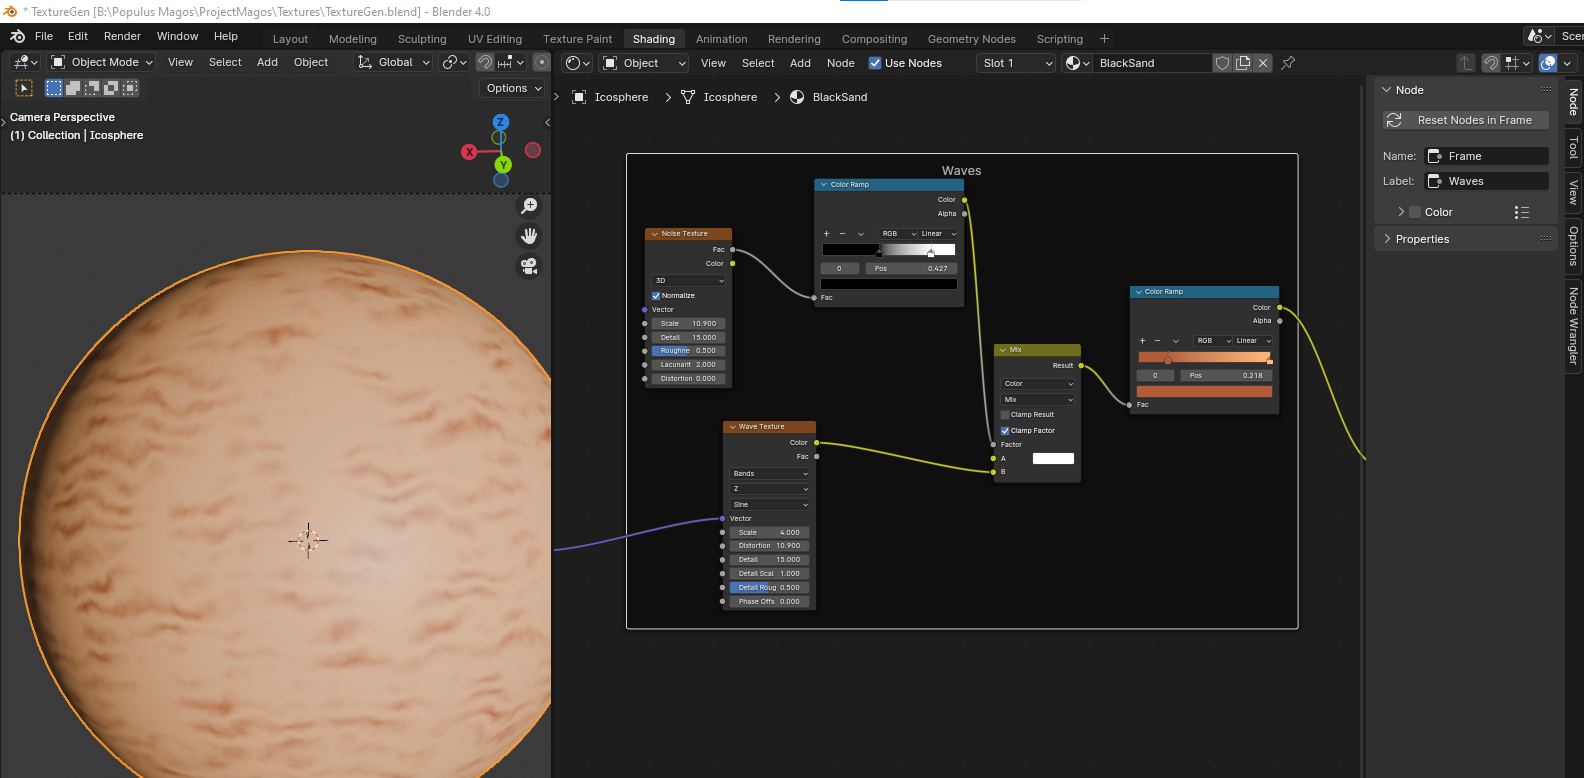 * TextureGen [B:\Populus Magos\ProjectMagos\Textures\TextureGen.blend] - Blender 4.0
File Edit Render Window Help Layout Modeling Sculpting UV Editing Texture Paint Shading Animation Rendering Compositing Geometry Nodes Scripting + Scen
Object Mode View Select Add Object Global
Object View Select Add Node Use Nodes Slot 1 BlackSand
Options
Icosphere > Icosphere > BlackSand
Camera Perspective
(1) Collection | Icosphere
Z
X
Y
Waves
Color Ramp
Color
Alpha
RGB Linear
0 Pos 0.427
Fac
Noise Texture
Fac
Color
3D
Normalize
Vector
Scale 10.900
Detail 15.000
Roughne 0.500
Lacunarit 2.000
Distortion 0.000
Wave Texture
Color
Fac
Bands
Z
Sine
Vector
Scale 4.000
Distortion 10.900
Detail 15.000
Detail Scal 1.000
Detail Roug 0.500
Phase Offs 0.000
Mix
Result
Color
Mix
Clamp Result
Clamp Factor
Factor
A
B
Color Ramp
Color
Alpha
RGB Linear
0 Pos 0.218
Fac
Node
Reset Nodes in Frame
Name: Frame
Label: Waves
Color
Properties
Node
Tool
View
Options
Node Wrangler